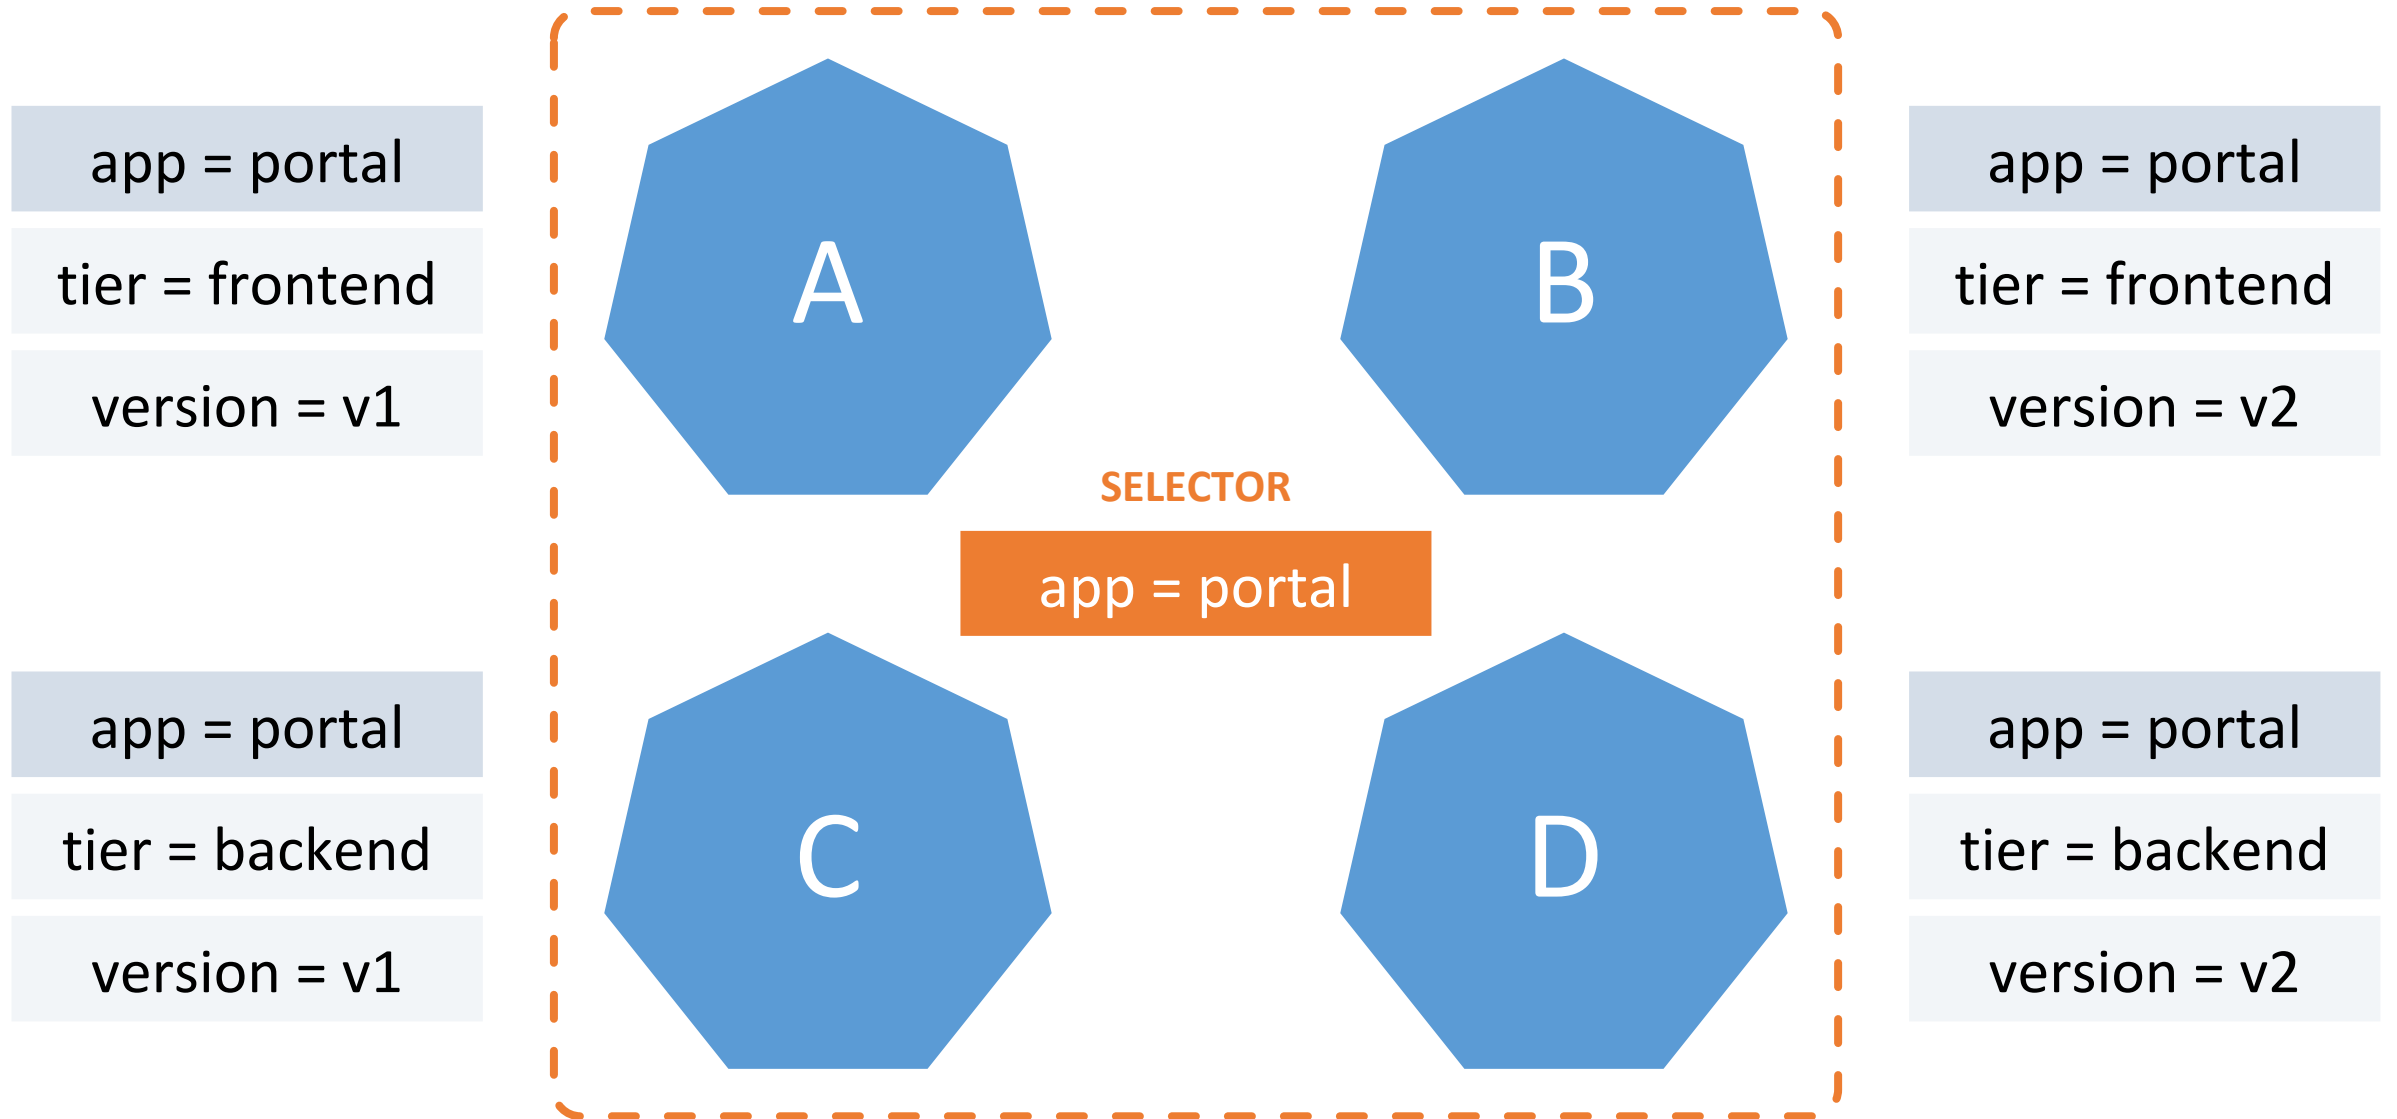 app = portal
tier = frontend
version = v1
A
B
app = portal
tier = frontend
version = v2
SELECTOR
app = portal
app = portal
tier = backend
version = v1
C
D
app = portal
tier = backend
version = v2